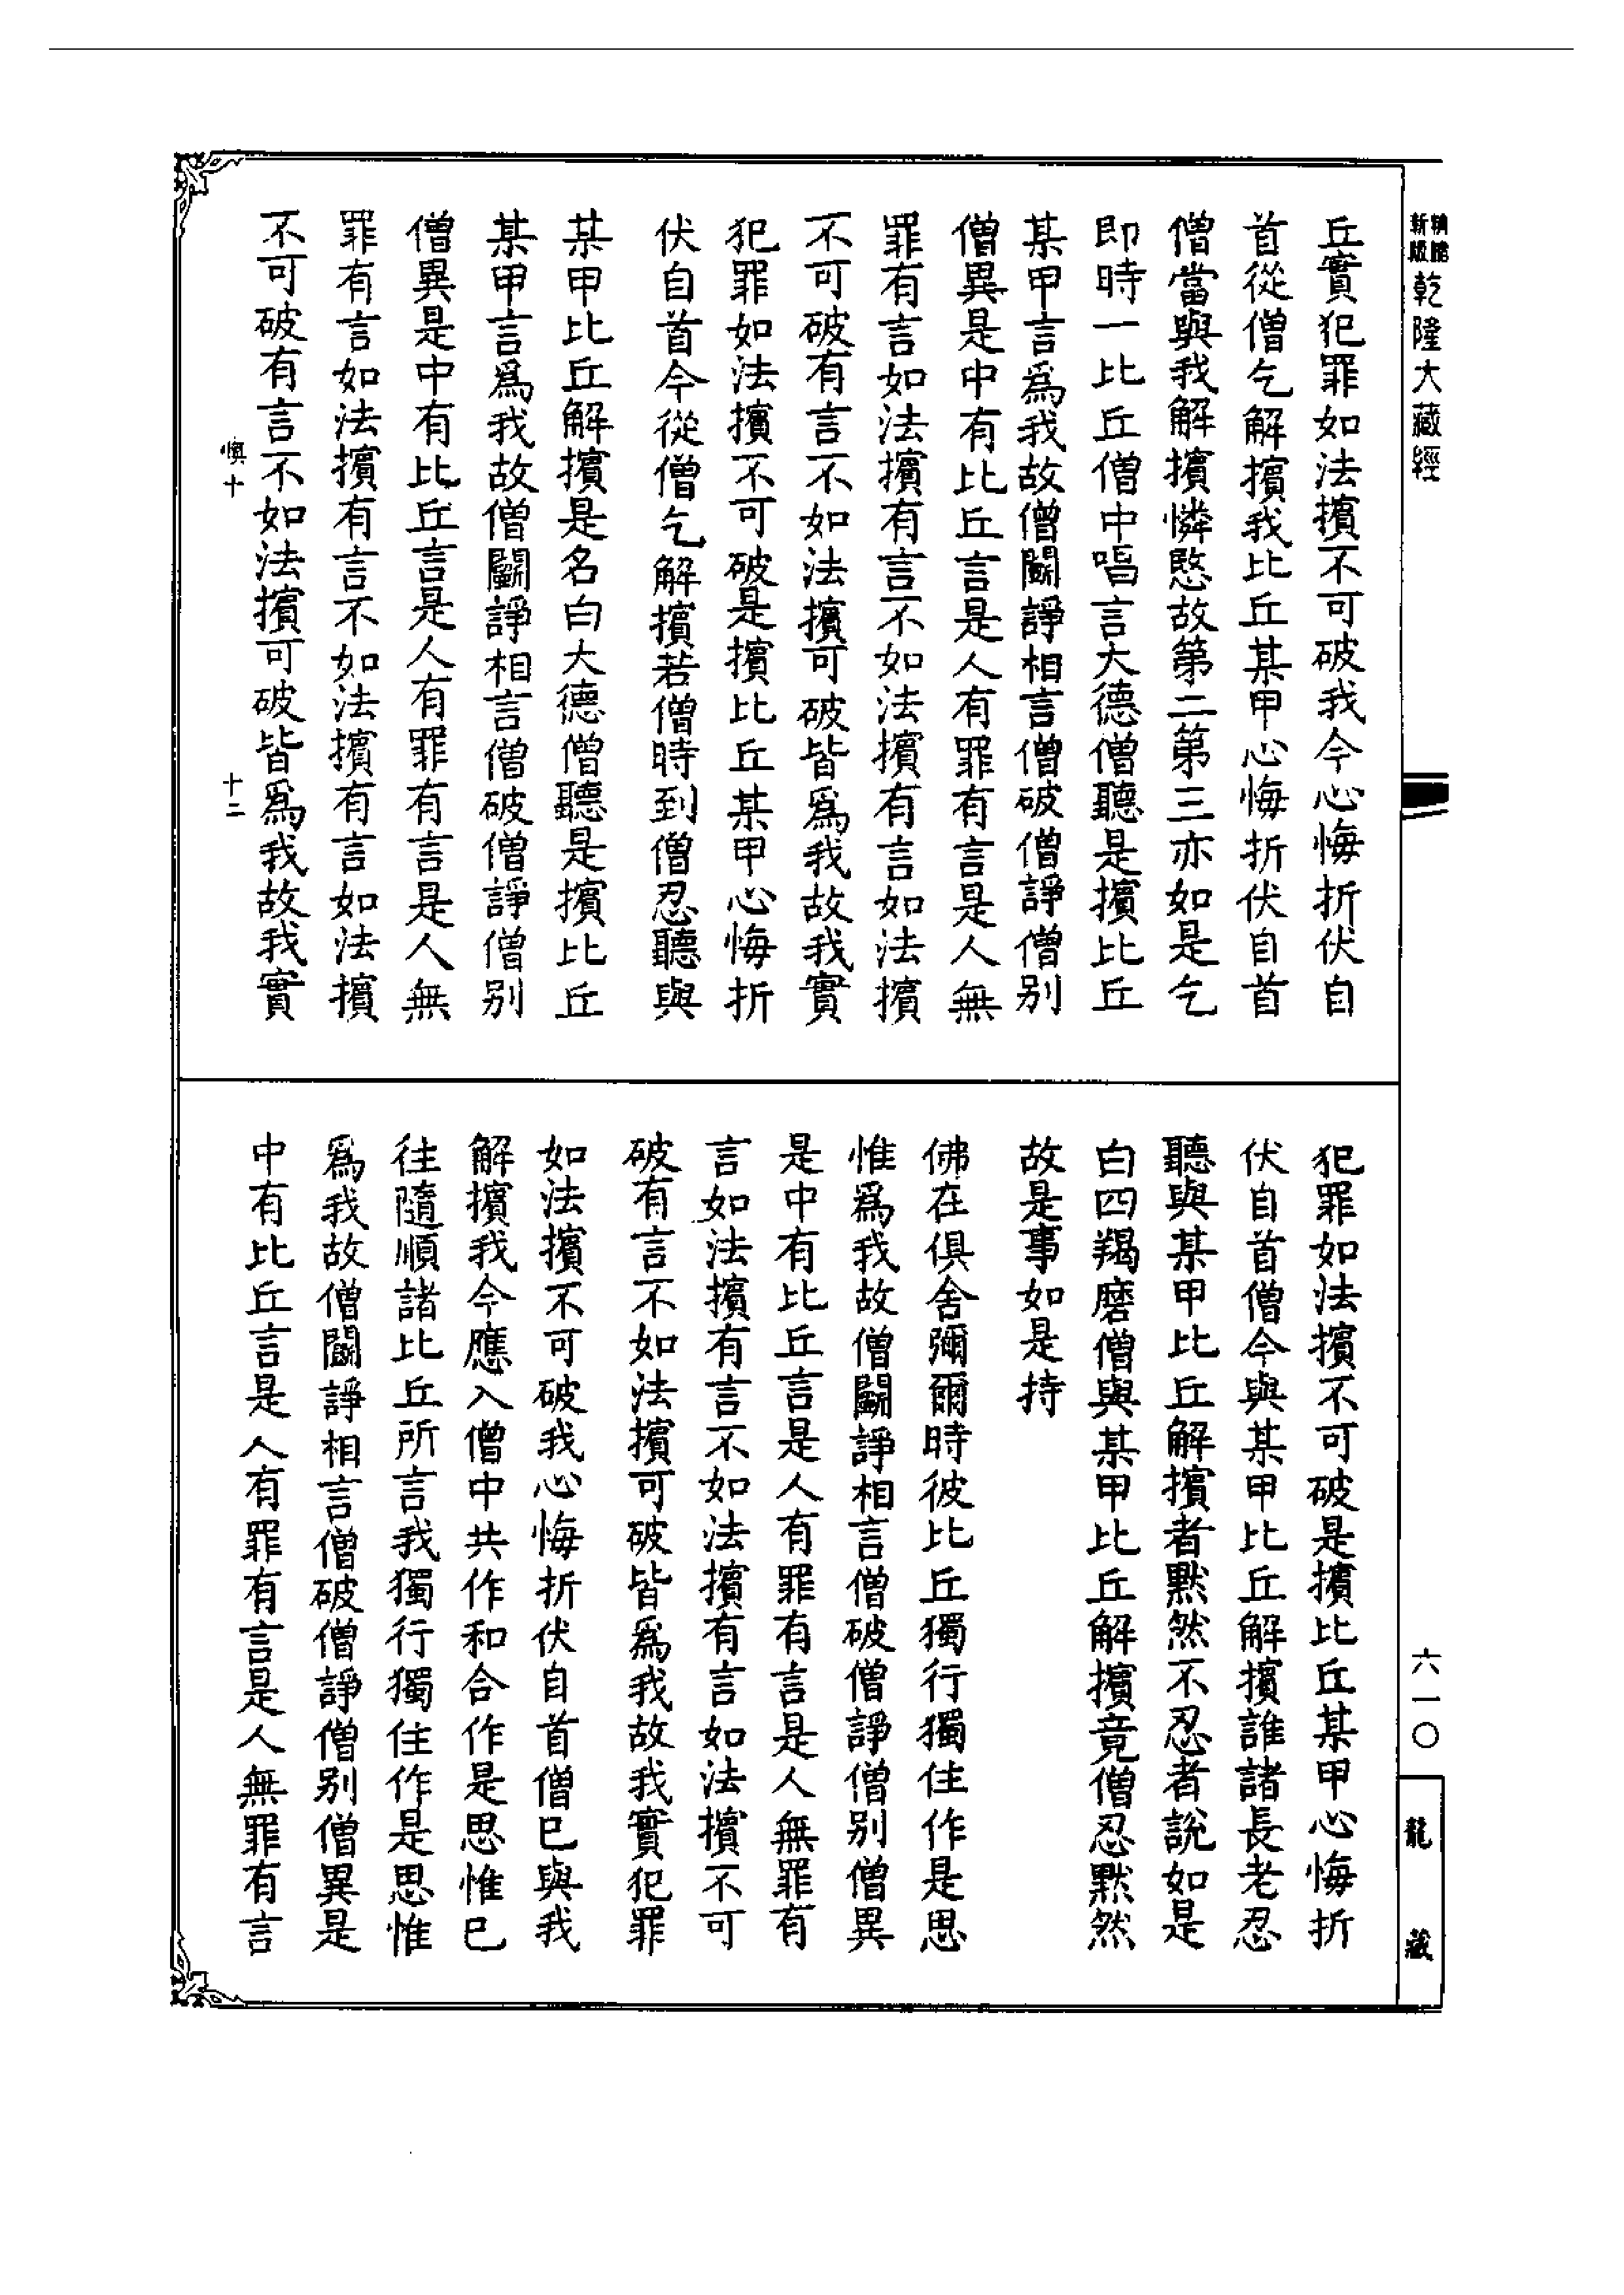 精體
新版
乾隆大藏經
六一〇
龍藏
丘實犯罪如法擯不可破我今心悔折伏自
首從僧乞解擯我比丘某甲心悔折伏自首
僧當與我解擯憐愍故第二第三亦如是乞
即時一比丘僧中唱言大德僧聽是擯比丘
某甲言爲我故僧鬭諍相言僧破僧諍僧別
僧異是中有比丘言是人有罪有言是人無
罪有言如法擯有言不如法擯有言如法擯
不可破有言不如法擯可破皆爲我故我實
犯罪如法擯不可破是擯比丘某甲心悔折
伏自首今從僧乞解擯若僧時到僧忍聽與
某甲比丘解擯是名白大德僧聽是擯比丘
某甲言爲我故僧鬭諍相言僧破僧諍僧別
僧異是中有比丘言是人有罪有言是人無
罪有言如法擯有言不如法擯有言如法擯
不可破有言不如法擯可破皆爲我故我實
十
十二
犯罪如法擯不可破是擯比丘某甲心悔折
伏自首僧今與某甲比丘解擯誰諸長老忍
聽與某甲比丘解擯者默然不忍者說如是
白四羯磨僧與某甲比丘解擯竟僧忍默然
故是事如是持
佛在俱舍彌爾時彼比丘獨行獨住作是思
惟爲我故僧鬭諍相言僧破僧諍僧別僧異
是中有比丘言是人有罪有言是人無罪有
言如法擯有言不如法擯有言如法擯不可
破有言不如法擯可破皆爲我故我實犯罪
如法擯不可破我心悔折伏自首僧已與我
解擯我今應入僧中共作和合作是思惟已
往隨順諸比丘所言我獨行獨住作是思惟
爲我故僧鬭諍相言僧破僧諍僧別僧異是
中有比丘言是人有罪有言是人無罪有言